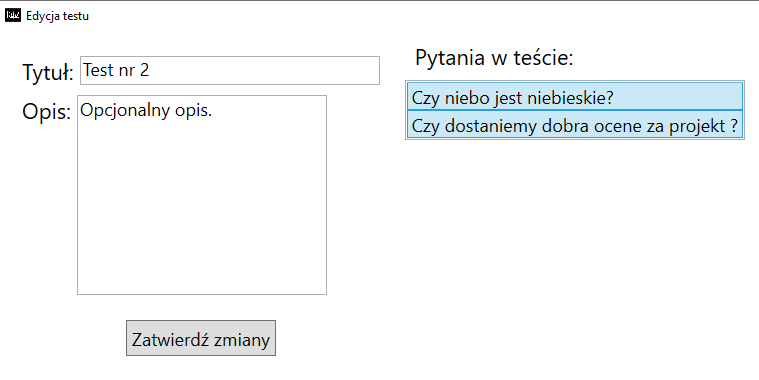 Edycja testu
Tytuł: Test nr 2
Opis: Opcjonalny opis.
Zatwierdź zmiany
Pytania w teście:
Czy niebo jest niebieskie?
Czy dostaniemy dobra ocene za projekt ?